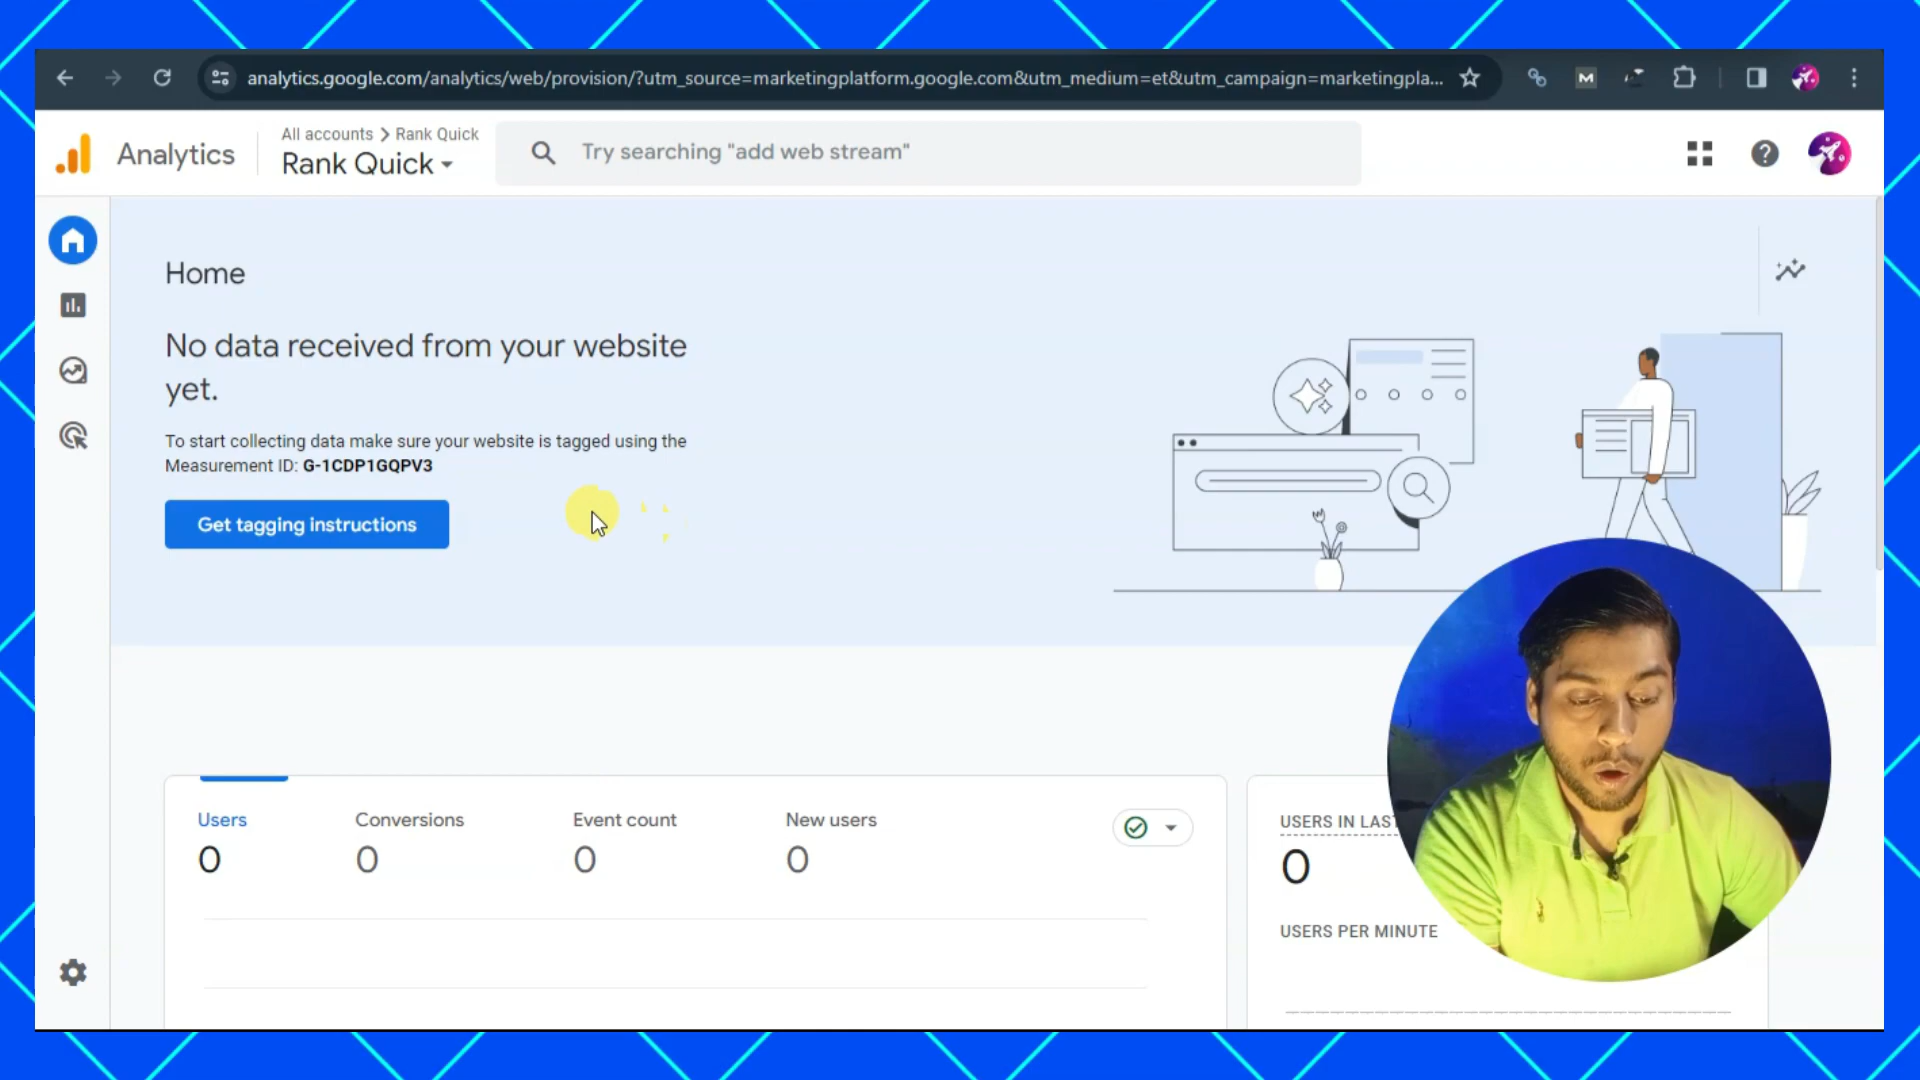 analytics.google.com/analytics/web/provision/?utm_source=marketingplatform.google.com&utm_medium=et&utm_campaign=marketingpla...
M
Analytics
All accounts > Rank Quick
Rank Quick
Try searching "add web stream"
Home
No data received from your website
yet.
To start collecting data make sure your website is tagged using the
Measurement ID: G-1CDP1GQPV3
Get tagging instructions
Users
Conversions
Event count
New users
0
0
0
0
USERS IN LAST
0
USERS PER MINUTE